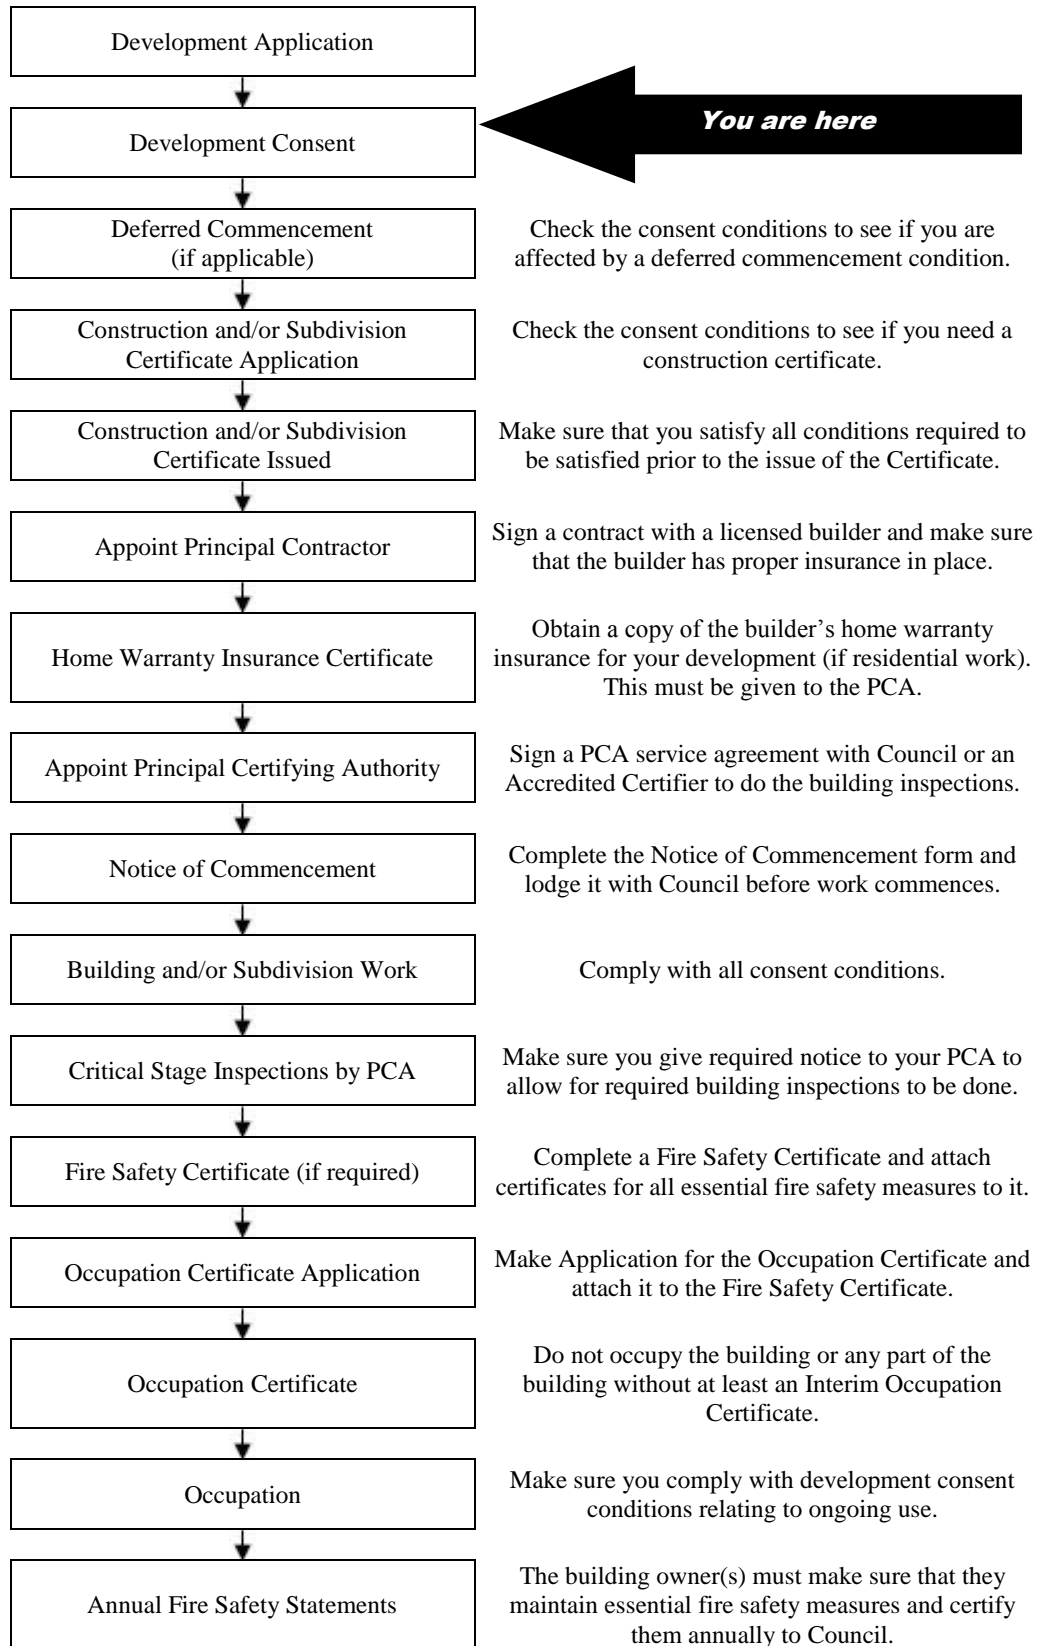 Development Application
Development Consent
You are here
Deferred Commencement
(if applicable)
Check the consent conditions to see if you are
affected by a deferred commencement condition.
Construction and/or Subdivision
Certificate Application
Check the consent conditions to see if you need a
construction certificate.
Construction and/or Subdivision
Certificate Issued
Make sure that you satisfy all conditions required to
be satisfied prior to the issue of the Certificate.
Appoint Principal Contractor
Sign a contract with a licensed builder and make sure
that the builder has proper insurance in place.
Home Warranty Insurance Certificate
Obtain a copy of the builder’s home warranty
insurance for your development (if residential work).
This must be given to the PCA.
Appoint Principal Certifying Authority
Sign a PCA service agreement with Council or an
Accredited Certifier to do the building inspections.
Notice of Commencement
Complete the Notice of Commencement form and
lodge it with Council before work commences.
Building and/or Subdivision Work
Comply with all consent conditions.
Critical Stage Inspections by PCA
Make sure you give required notice to your PCA to
allow for required building inspections to be done.
Fire Safety Certificate (if required)
Complete a Fire Safety Certificate and attach
certificates for all essential fire safety measures to it.
Occupation Certificate Application
Make Application for the Occupation Certificate and
attach it to the Fire Safety Certificate.
Occupation Certificate
Do not occupy the building or any part of the
building without at least an Interim Occupation
Certificate.
Occupation
Make sure you comply with development consent
conditions relating to ongoing use.
Annual Fire Safety Statements
The building owner(s) must make sure that they
maintain essential fire safety measures and certify
them annually to Council.